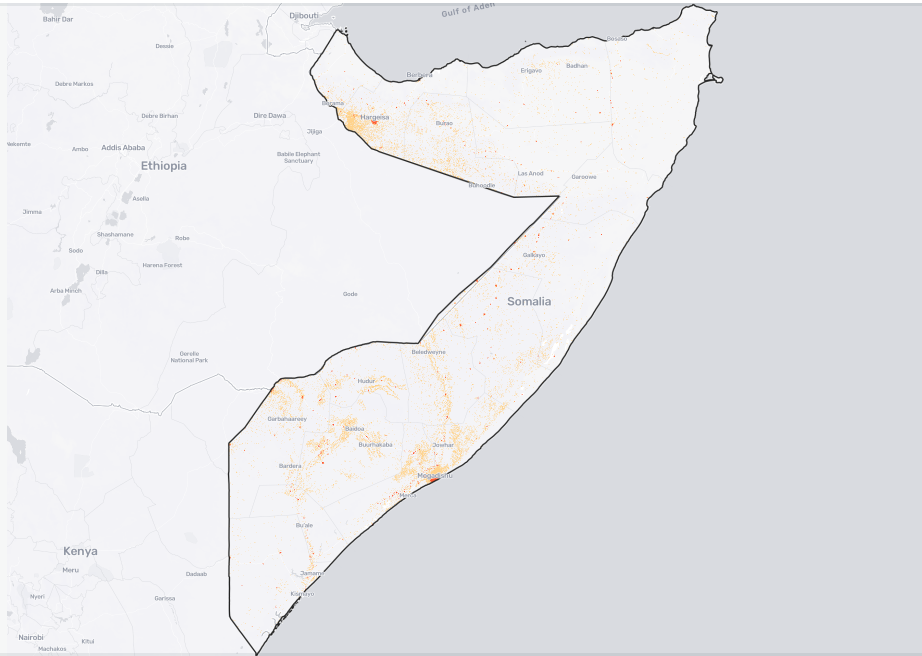 Bahir Dar
Djibouti
Gulf of Aden
Dessie
Bosaso
Badhan
Erigavo
Berbera
Debre Markos
Borama
Debre Birhan
Dire Dawa
Hargeisa
Burao
Jijiga
Nekemte
Ambo
Addis Ababa
Babile Elephant
Sanctuary
Ethiopia
Las Anod
Garoowe
Buhoodle
Asella
Jimma
Shashamane
Robe
Sodo
Galkayo
Harena Forest
Dilla
Arba Minch
Gode
Somalia
Gerelle
National Park
Beledweyne
Hudur
Garbahaarey
Baidoa
Buurhakaba
Jowhar
Bardera
Mogadishu
Merca
Bu'ale
Kenya
Meru
Dadaab
Jamame
Nyeri
Garissa
Kismayo
Nairobi
Kitui
Machakos